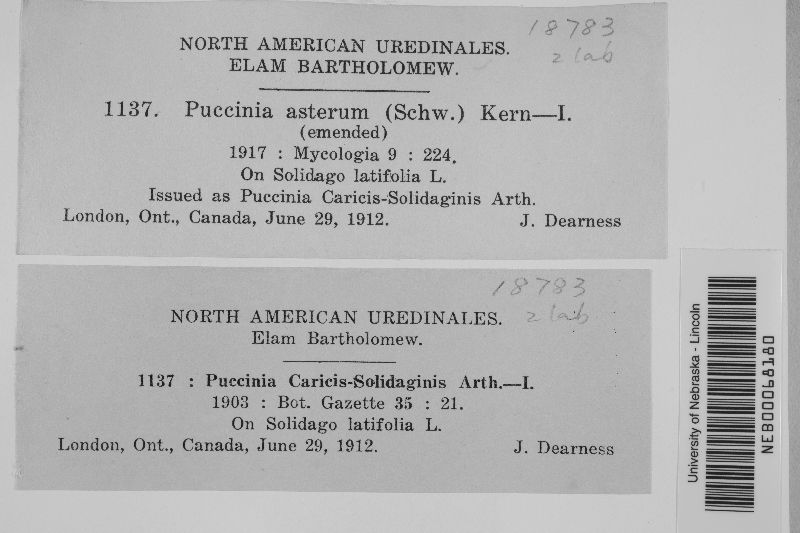 18783
2 lab
NORTH AMERICAN UREDINALES.
ELAM BARTHOLOMEW.
1137. Puccinia asterum (Schw.) Kern—I.
(emended)
1917 : Mycologia 9 : 224.
On Solidago latifolia L.
Issued as Puccinia Caricis-Solidaginis Arth.
London, Ont., Canada, June 29, 1912. J. Dearness
18783
2 lab
NORTH AMERICAN UREDINALES.
Elam Bartholomew.
1137 : Puccinia Caricis-Solidaginis Arth.—I.
1903 : Bot. Gazette 35 : 21.
On Solidago latifolia L.
London, Ont., Canada, June 29, 1912. J. Dearness
University of Nebraska - Lincoln
NEB00068180